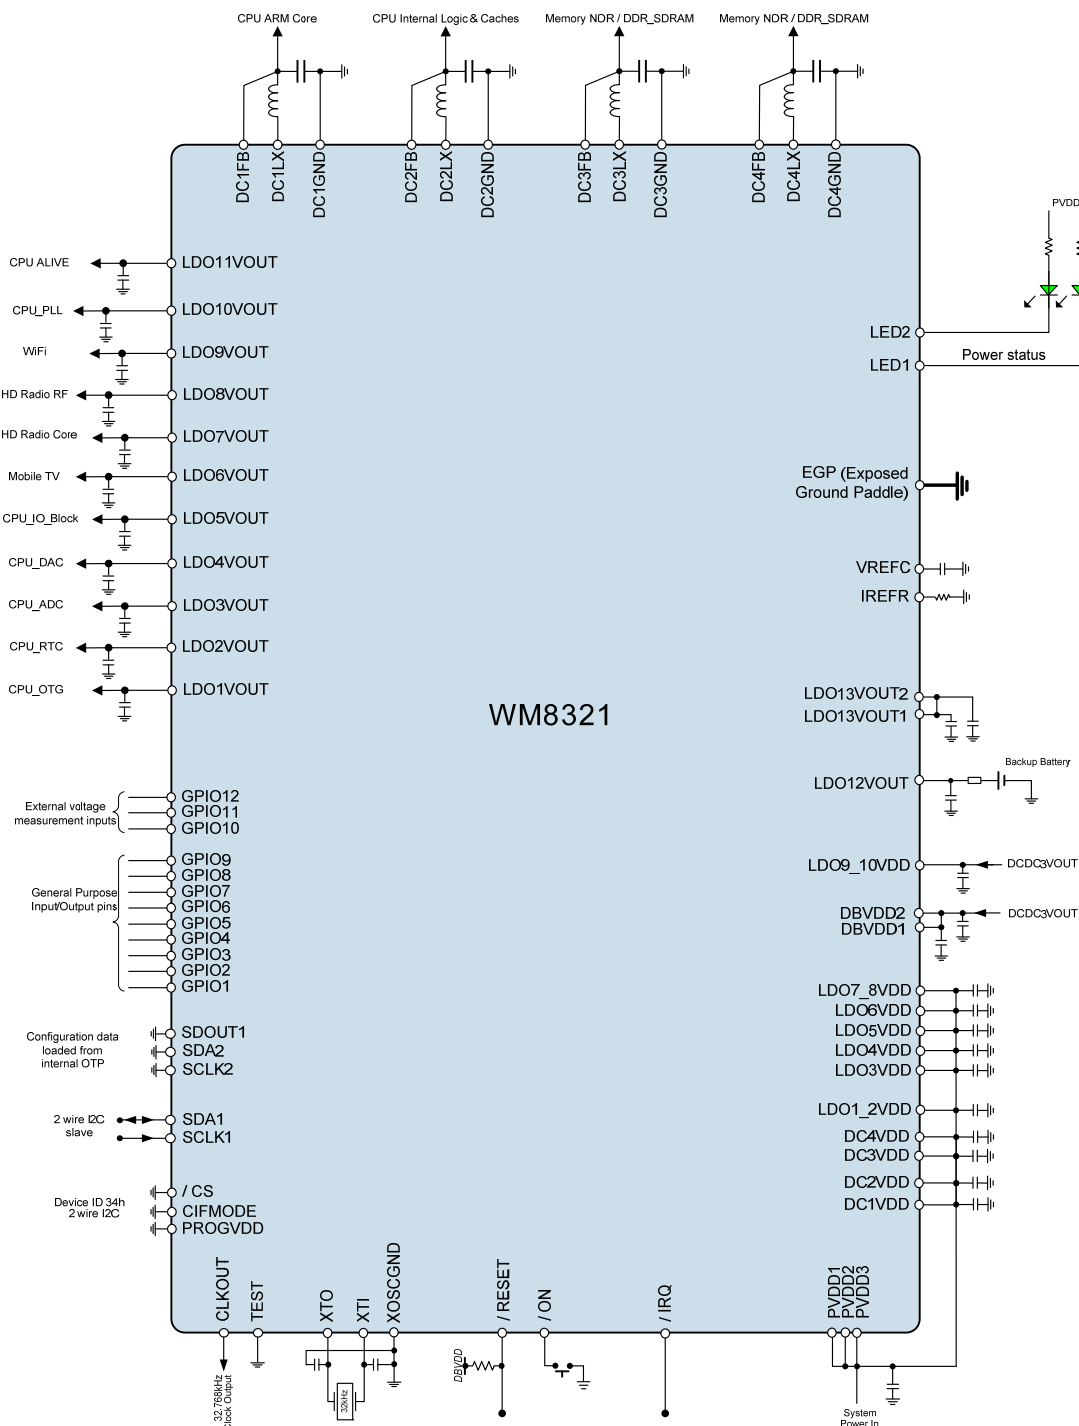 CPU ARM Core
CPU Internal Logic & Caches
Memory NOR / DDR_SDRAM
Memory NOR / DDR_SDRAM
DC1FB
DC1LX
DC1GND
DC2FB
DC2LX
DC2GND
DC3FB
DC3LX
DC3GND
DC4FB
DC4LX
DC4GND
PVDD
CPU ALIVE
LDO11VOUT
CPU_PLL
LDO10VOUT
WiFi
LDO9VOUT
HD Radio RF
LDO8VOUT
HD Radio Core
LDO7VOUT
Mobile TV
LDO6VOUT
CPU_IO_Block
LDO5VOUT
CPU_DAC
LDO4VOUT
CPU_ADC
LDO3VOUT
CPU_RTC
LDO2VOUT
CPU_OTG
LDO1VOUT
LED2
LED1
Power status
EGP (Exposed
Ground Paddle)
VREFC
IREFR
WM8321
LDO13VOUT2
LDO13VOUT1
LDO12VOUT
Backup Battery
External voltage
measurement inputs
GPIO12
GPIO11
GPIO10
General Purpose
Input/Output pins
GPIO9
GPIO8
GPIO7
GPIO6
GPIO5
GPIO4
GPIO3
GPIO2
GPIO1
LDO9_10VDD
DCDC3VOUT
DBVDD2
DCDC3VOUT
DBVDD1
LDO7_8VDD
LDO6VDD
LDO5VDD
LDO4VDD
LDO3VDD
LDO1_2VDD
DC4VDD
DC3VDD
DC2VDD
DC1VDD
Configuration data
loaded from
internal OTP
SDOUT1
SDA2
SCLK2
2 wire I2C
slave
SDA1
SCLK1
Device ID 34h
2 wire I2C
/ CS
CIFMODE
PROGVDD
CLKOUT
TEST
XTO
XTI
XOSCGND
/ RESET
/ ON
/ IRQ
PVDD1
PVDD2
PVDD3
32.768kHz
Clock Output
32kHz
DBVDD
System
Power In